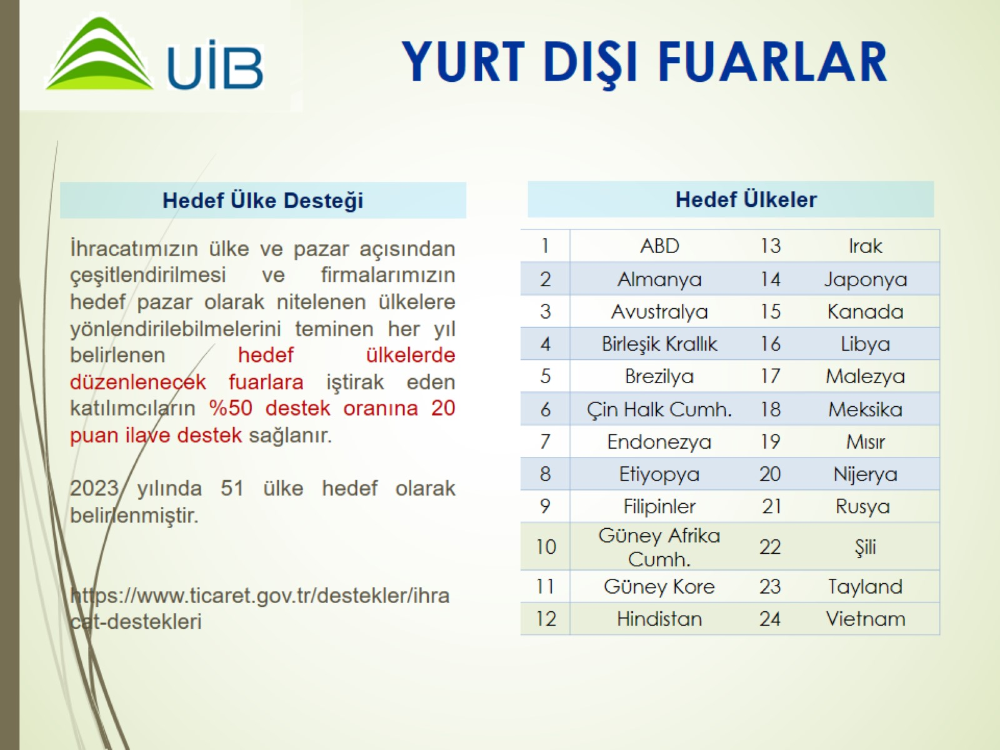 UİB
YURT DIŞI FUARLAR
Hedef Ülke Desteği
İhracatımızın ülke ve pazar açısından
çeşitlendirilmesi ve firmalarımızın
hedef pazar olarak nitelenen ülkelere
yönlendirilebilmelerini teminen her yıl
belirlenen hedef ülkelerde
düzenlenecek fuarlara iştirak eden
katılımcıların %50 destek oranına 20
puan ilave destek sağlanır.
2023 yılında 51 ülke hedef olarak
belirlenmiştir.
https://www.ticaret.gov.tr/destekler/ihra
cat-destekleri
Hedef Ülkeler
1 ABD 13 Irak
2 Almanya 14 Japonya
3 Avustralya 15 Kanada
4 Birleşik Krallık 16 Libya
5 Brezilya 17 Malezya
6 Çin Halk Cumh. 18 Meksika
7 Endonezya 19 Mısır
8 Etiyopya 20 Nijerya
9 Filipinler 21 Rusya
10 Güney Afrika
Cumh. 22 Şili
11 Güney Kore 23 Tayland
12 Hindistan 24 Vietnam